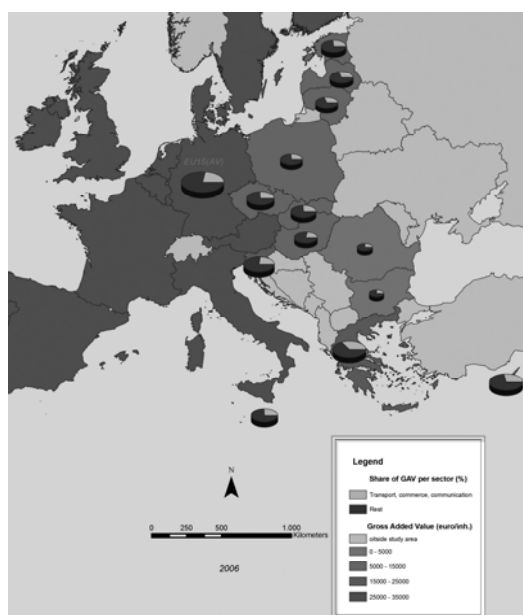 EU15(AV)
N
0 250 500 1.000
Kilometers
2006
Legend
Share of GAV per sector (%)
Transport, commerce, communication
Rest
Gross Added Value (euro/inh.)
oitside study area
0 - 5000
5000 - 15000
15000 - 25000
25000 - 35000